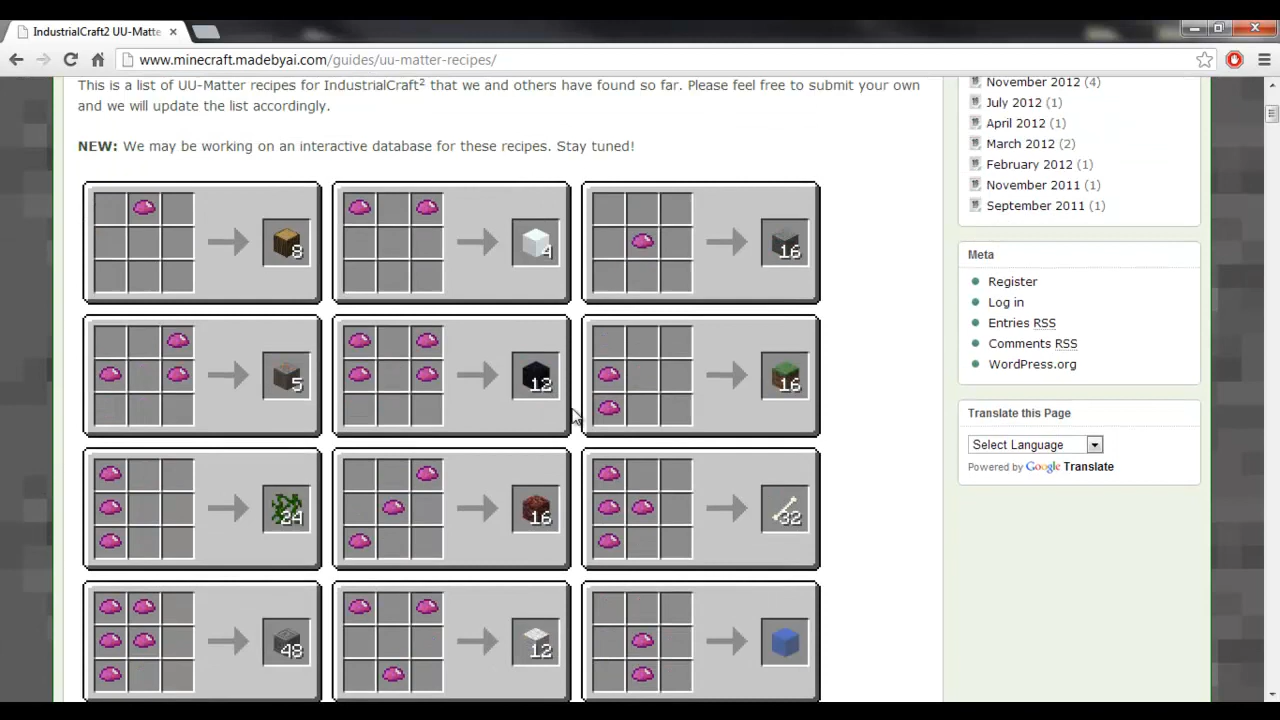 IndustrialCraft2 UU-Matte
www.minecraft.madebyai.com/guides/uu-matter-recipes/
This is a list of UU-Matter recipes for IndustrialCraft² that we and others have found so far. Please feel free to submit your own
and we will update the list accordingly.
NEW: We may be working on an interactive database for these recipes. Stay tuned!
8
4
16
5
12
16
24
16
32
48
12
November 2012 (4)
July 2012 (1)
April 2012 (1)
March 2012 (2)
February 2012 (1)
November 2011 (1)
September 2011 (1)
Meta
Register
Log in
Entries RSS
Comments RSS
WordPress.org
Translate this Page
Select Language
Powered by Google Translate